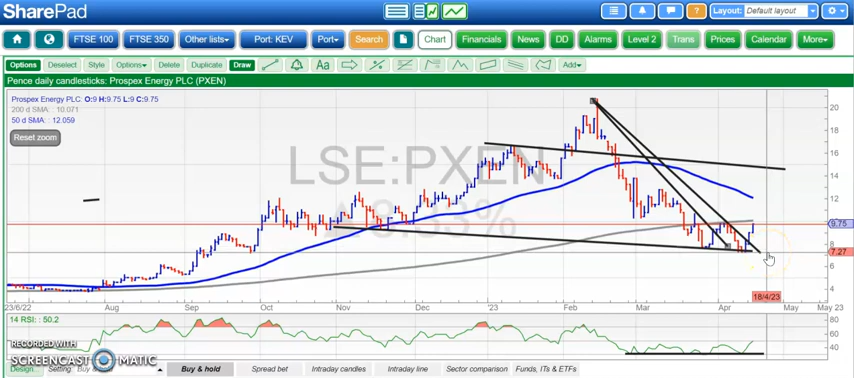 SharePad
Layout: Default layout
FTSE 100 FTSE 350 Other lists Port: KEV Port Search Chart Financials News DD Alarms Level 2 Trans Prices Calendar More
Options Deselect Style Options Delete Duplicate Draw Aa Add
Pence daily candlesticks: Prospex Energy PLC (PXEN)
Prospex Energy PLC: O:9 H:9.75 L:9 C:9.75
200 d SMA: 10.071
50 d SMA: 12.059
Reset zoom
LSE:PXEN
20
18
16
14
12
9.75
8
7.27
6
4
18/4/23
23/6/22 Aug Sep Oct Nov Dec '23 Feb Mar Apr May May 23
14 RSI: 50.2
80
60
40
20
RECORDED WITH
SCREENCAST MATIC
Design Setting: Buy & hold Spread bet Intraday candles Intraday line Sector comparison Funds, ITs & ETFs